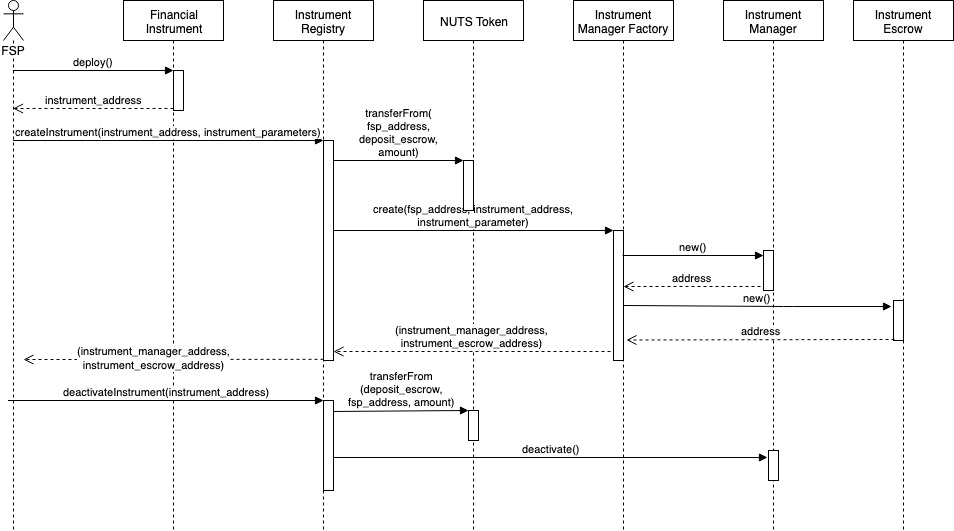 Financial
Instrument
Instrument
Registry
NUTS Token
Instrument
Manager Factory
Instrument
Manager
Instrument
Escrow
FSP
deploy()
instrument_address
createInstrument(instrument_address, instrument_parameters)
transferFrom(
fsp_address,
deposit_escrow,
amount)
create(fsp_address, instrument_address,
instrument_parameter)
new()
address
new()
address
(instrument_manager_address,
instrument_escrow_address)
(instrument_manager_address,
instrument_escrow_address)
deactivateInstrument(instrument_address)
transferFrom
(deposit_escrow,
fsp_address, amount)
deactivate()